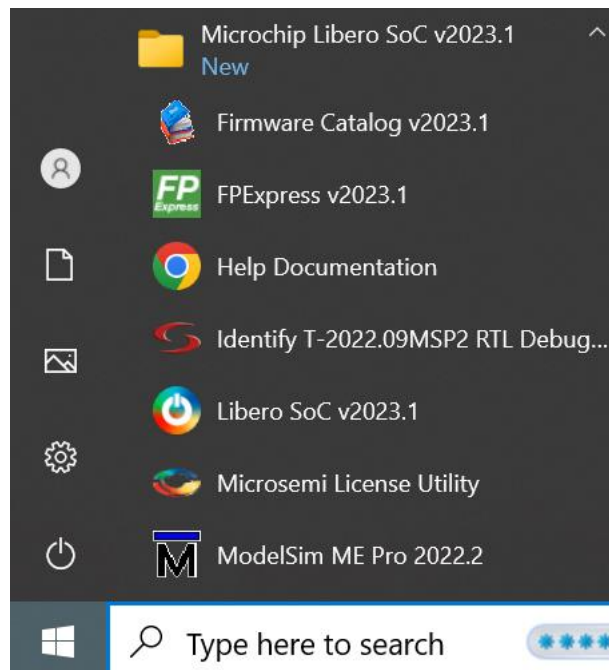 Microchip Libero SoC v2023.1
New
Firmware Catalog v2023.1
FP
Express
FPExpress v2023.1
Help Documentation
Identify T-2022.09MSP2 RTL Debug...
Libero SoC v2023.1
Microsemi License Utility
M
ModelSim ME Pro 2022.2
Type here to search